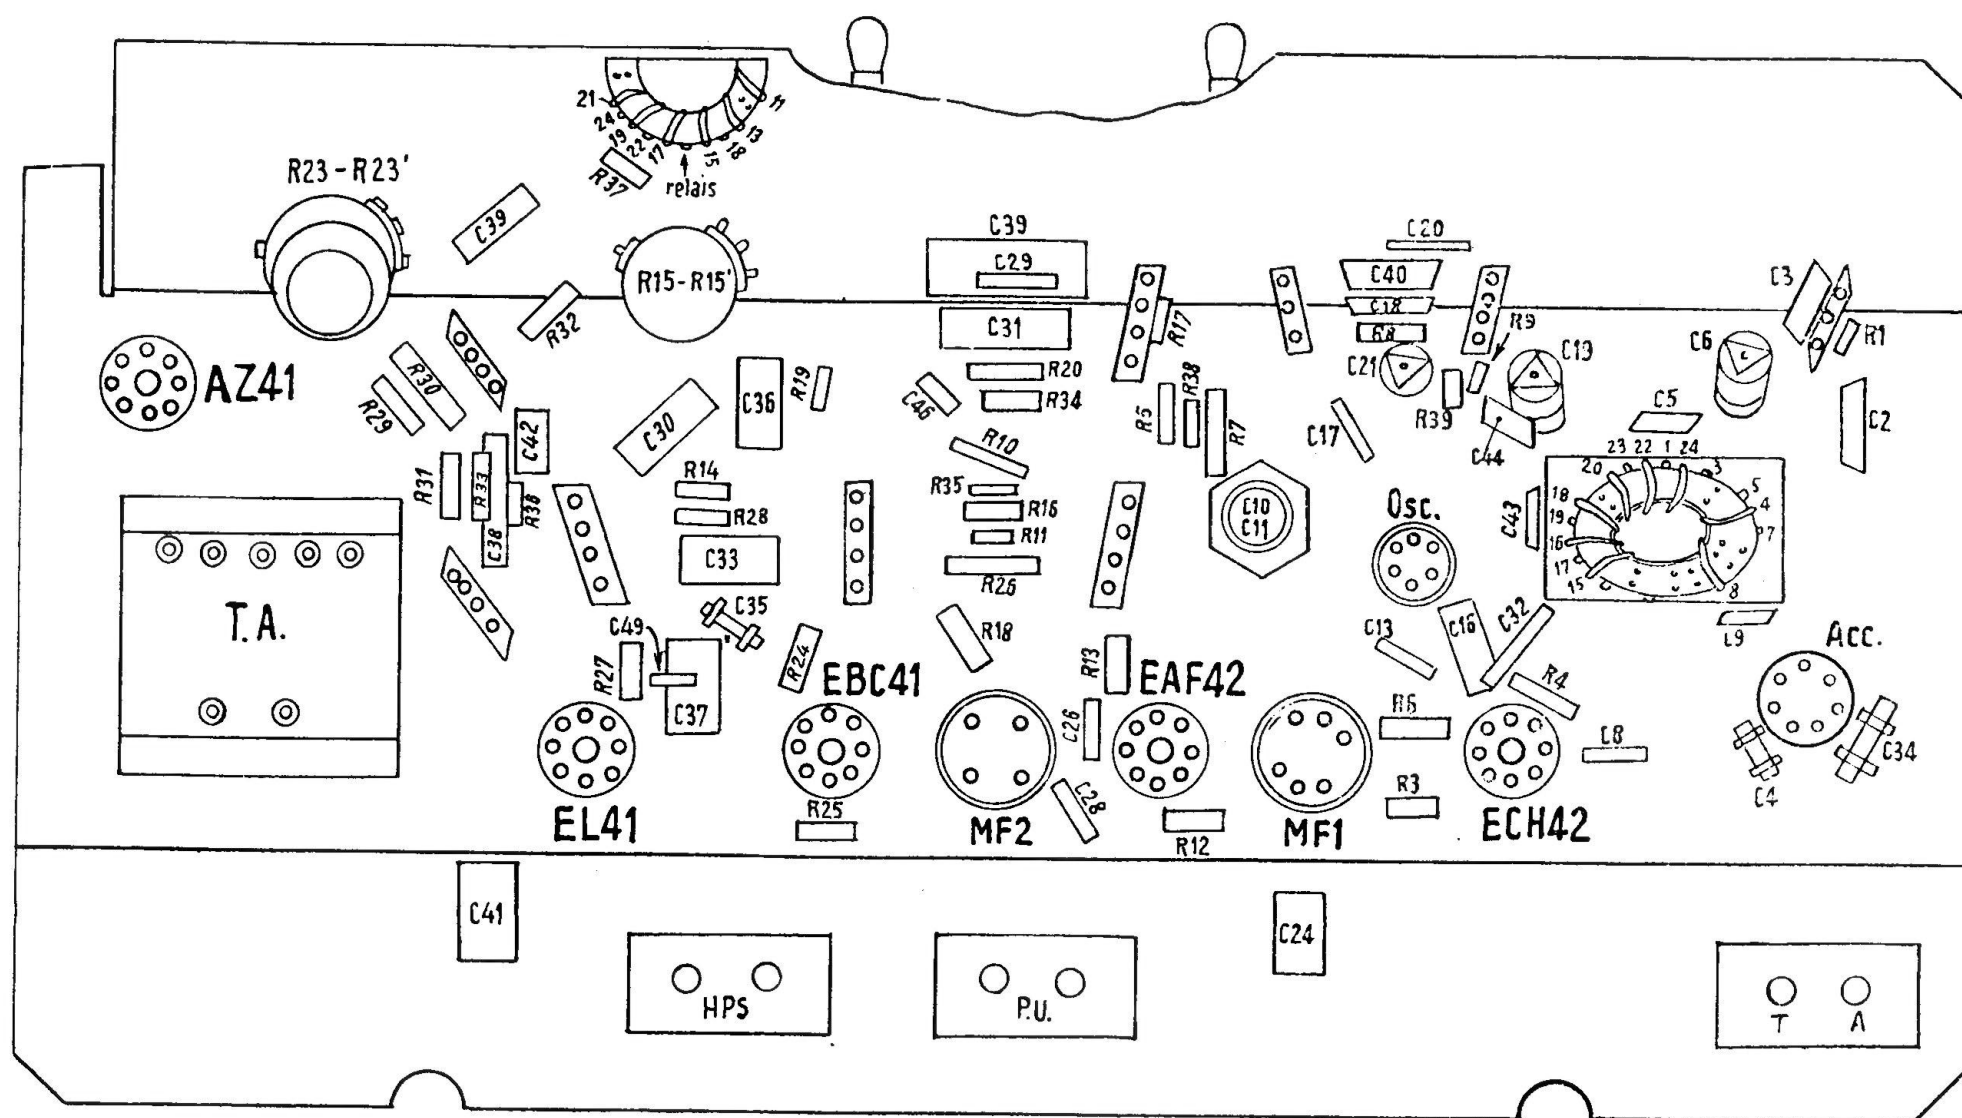 21
24
19
22
17
15
18
13
11
R37
relais
R23-R23'
C39
R15-R15'
R32
C39
C29
C31
C20
C40
C18
R8
R9
C3
R1
C21
C19
C6
R17
AZ41
R30
R29
C42
C30
C36
R19
C46
R20
R34
R5
R38
R7
C17
R39
C44
C5
C2
R31
R33
R36
C38
R14
R28
C33
R10
R35
R16
R11
R26
C10
C11
Osc.
C43
23
22
1
24
3
20
5
4
18
19
7
16
17
15
8
T.A.
C35
C49
R27
R24
R18
C37
R13
EBC41
EAF42
C26
C13
C16
C32
R4
C9
Acc.
R6
C8
C34
C4
R3
R25
C28
R12
EL41
MF2
MF1
ECH42
C41
C24
HPS
P.U.
T
A